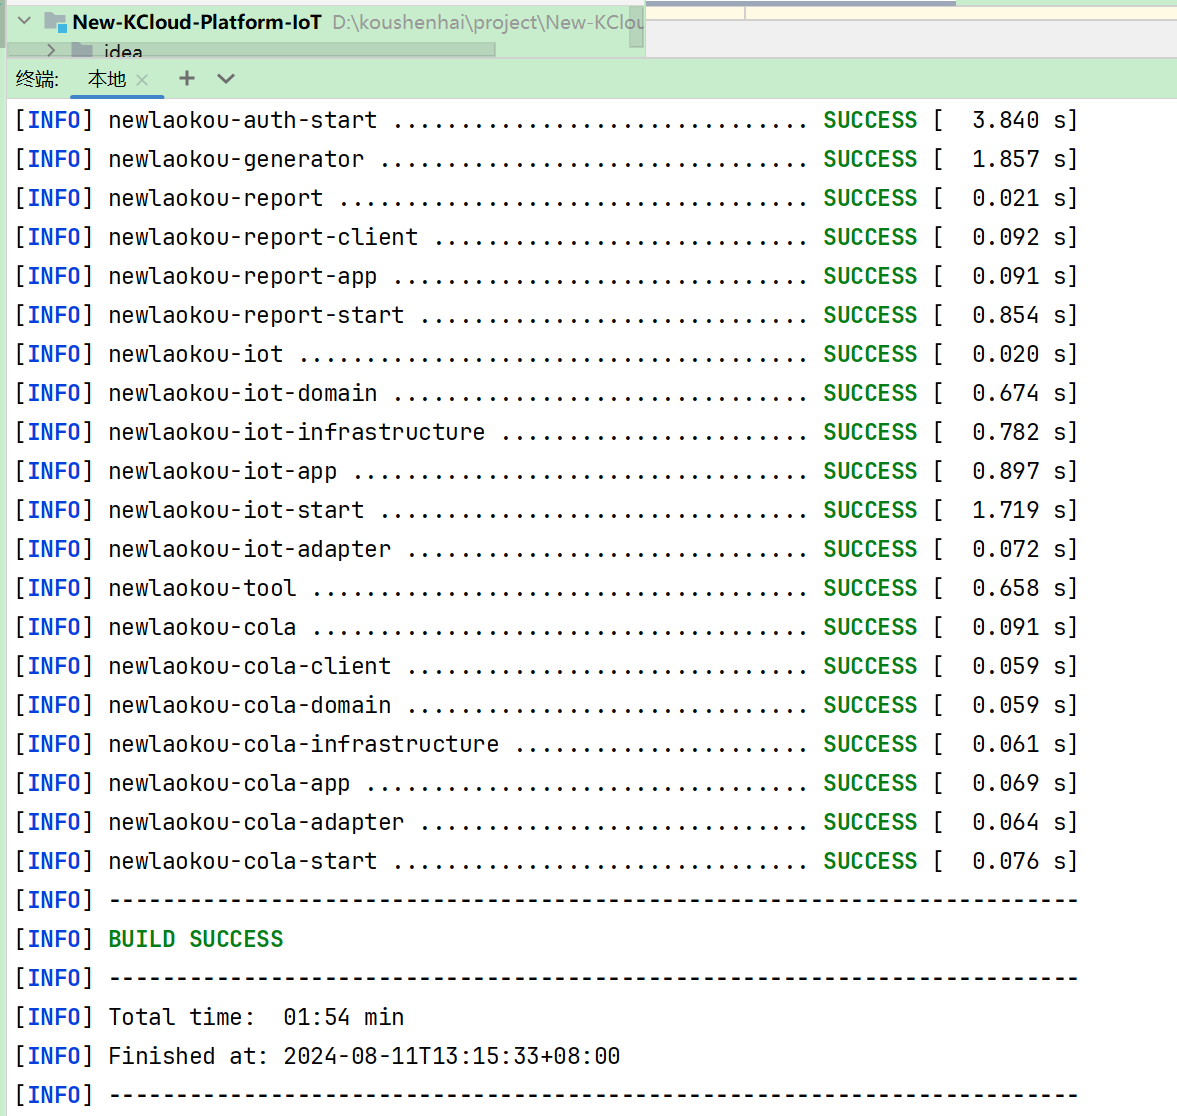 New-KCloud-Platform-IoT D:\koushenhai\project\New-KClou
idea
终端: 本地
[INFO] newlaokou-auth-start ............................... SUCCESS [  3.840 s]
[INFO] newlaokou-generator ................................ SUCCESS [  1.857 s]
[INFO] newlaokou-report ................................... SUCCESS [  0.021 s]
[INFO] newlaokou-report-client ............................ SUCCESS [  0.092 s]
[INFO] newlaokou-report-app ............................... SUCCESS [  0.091 s]
[INFO] newlaokou-report-start ............................. SUCCESS [  0.854 s]
[INFO] newlaokou-iot ...................................... SUCCESS [  0.020 s]
[INFO] newlaokou-iot-domain ............................... SUCCESS [  0.674 s]
[INFO] newlaokou-iot-infrastructure ....................... SUCCESS [  0.782 s]
[INFO] newlaokou-iot-app .................................. SUCCESS [  0.897 s]
[INFO] newlaokou-iot-start ................................ SUCCESS [  1.719 s]
[INFO] newlaokou-iot-adapter .............................. SUCCESS [  0.072 s]
[INFO] newlaokou-tool ..................................... SUCCESS [  0.658 s]
[INFO] newlaokou-cola ..................................... SUCCESS [  0.091 s]
[INFO] newlaokou-cola-client .............................. SUCCESS [  0.059 s]
[INFO] newlaokou-cola-domain .............................. SUCCESS [  0.059 s]
[INFO] newlaokou-cola-infrastructure ...................... SUCCESS [  0.061 s]
[INFO] newlaokou-cola-app ................................. SUCCESS [  0.069 s]
[INFO] newlaokou-cola-adapter ............................. SUCCESS [  0.064 s]
[INFO] newlaokou-cola-start ............................... SUCCESS [  0.076 s]
[INFO] ------------------------------------------------------------------------
[INFO] BUILD SUCCESS
[INFO] ------------------------------------------------------------------------
[INFO] Total time:  01:54 min
[INFO] Finished at: 2024-08-11T13:15:33+08:00
[INFO] ------------------------------------------------------------------------